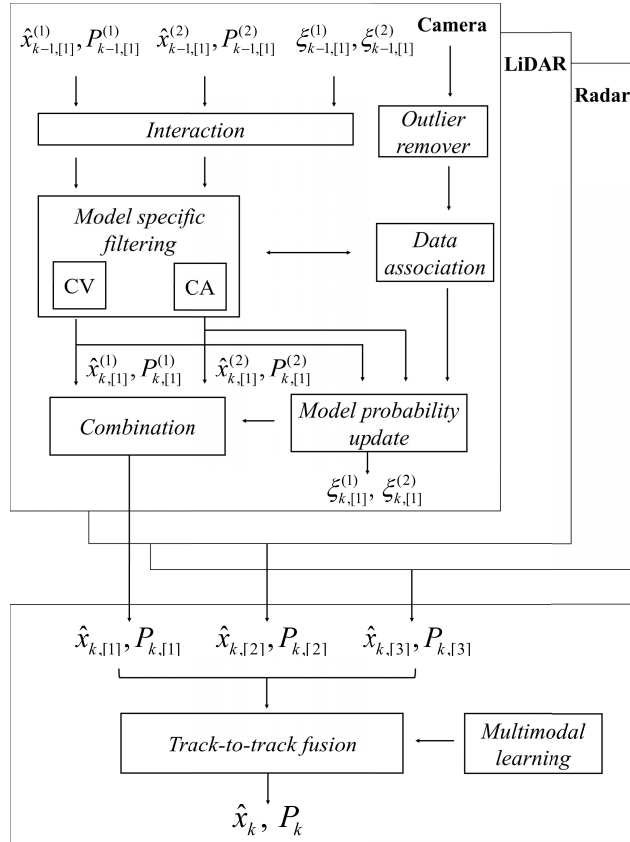 Camera
LiDAR
Radar
x̂^{(1)}_{k−1,[1]}, P^{(1)}_{k−1,[1]} x̂^{(2)}_{k−1,[1]}, P^{(2)}_{k−1,[1]} ξ^{(1)}_{k−1,[1]}, ξ^{(2)}_{k−1,[1]}
Interaction
Outlier
remover
Model specific
filtering
CV CA
Data
association
x̂^{(1)}_{k,[1]}, P^{(1)}_{k,[1]} x̂^{(2)}_{k,[1]}, P^{(2)}_{k,[1]}
Combination
Model probability
update
ξ^{(1)}_{k,[1]}, ξ^{(2)}_{k,[1]}
x̂_{k,[1]}, P_{k,[1]} x̂_{k,[2]}, P_{k,[2]} x̂_{k,[3]}, P_{k,[3]}
Track-to-track fusion
Multimodal
learning
x̂_k, P_k